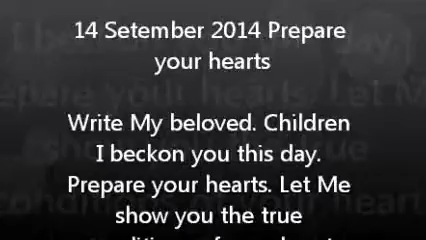 14 Setember 2014 Prepare
your hearts
Write My beloved. Children
I beckon you this day.
Prepare your hearts. Let Me
show you the true